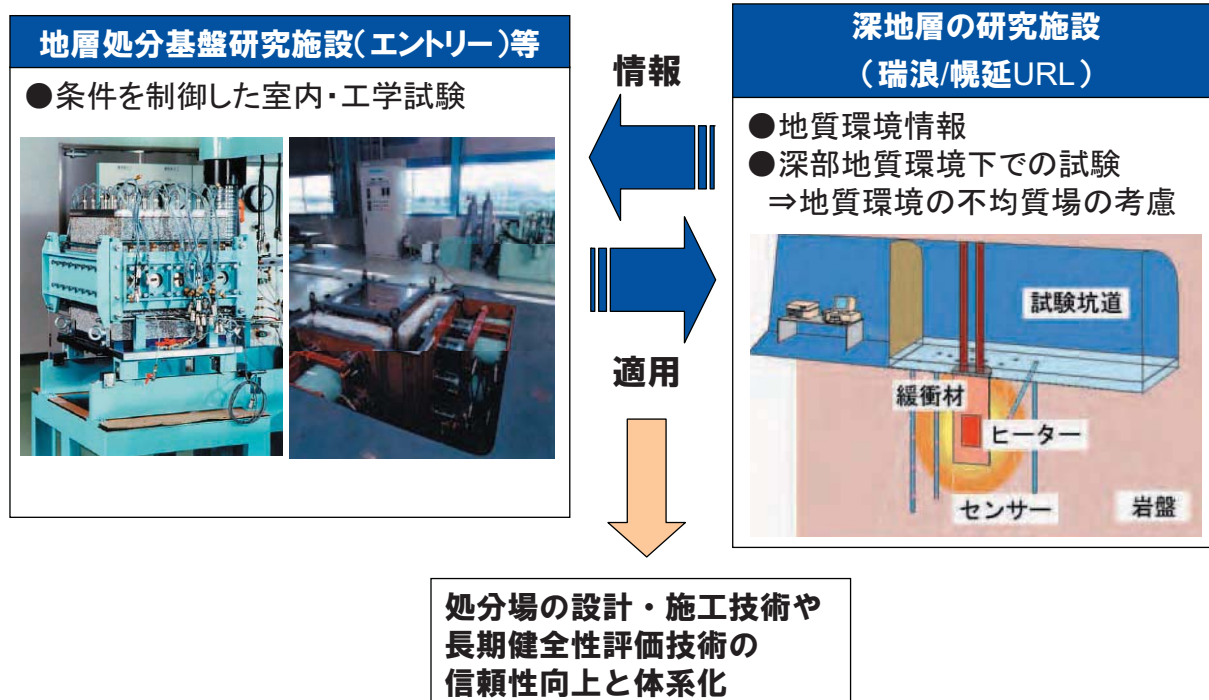 地層処分基盤研究施設(エントリー)等
●条件を制御した室内・工学試験
情報
適用
深地層の研究施設
(瑞浪/幌延URL)
●地質環境情報
●深部地質環境下での試験
⇒地質環境の不均質場の考慮
試験坑道
緩衝材
ヒーター
センサー
岩盤
処分場の設計・施工技術や
長期健全性評価技術の
信頼性向上と体系化